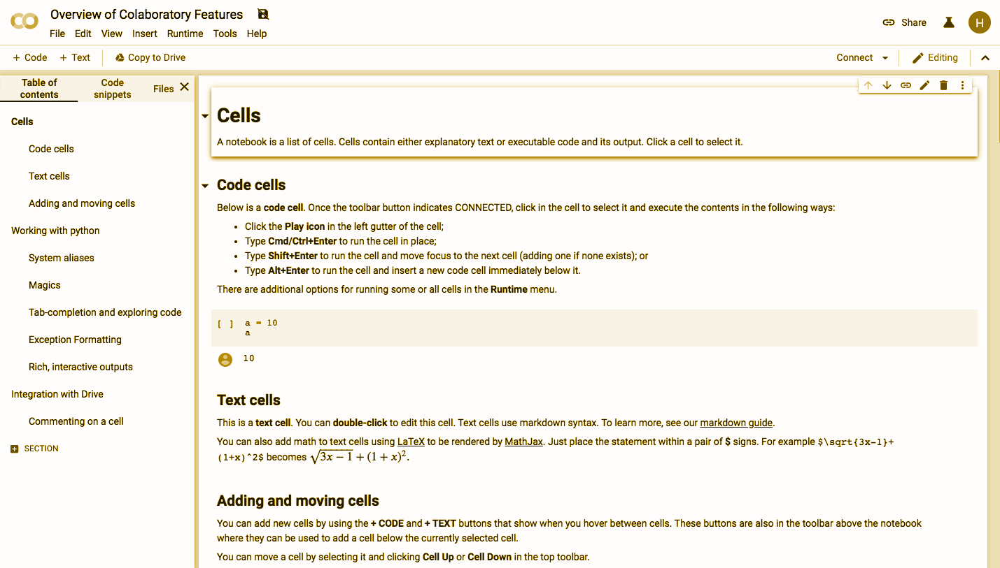 Overview of Colaboratory Features
File Edit View Insert Runtime Tools Help
Share
H
+ Code + Text Copy to Drive
Connect
Editing
Table of contents
Code snippets
Files
Cells
Code cells
Text cells
Adding and moving cells
Working with python
System aliases
Magics
Tab-completion and exploring code
Exception Formatting
Rich, interactive outputs
Integration with Drive
Commenting on a cell
SECTION
Cells
A notebook is a list of cells. Cells contain either explanatory text or executable code and its output. Click a cell to select it.
Code cells
Below is a code cell. Once the toolbar button indicates CONNECTED, click in the cell to select it and execute the contents in the following ways:
• Click the Play icon in the left gutter of the cell;
• Type Cmd/Ctrl+Enter to run the cell in place;
• Type Shift+Enter to run the cell and move focus to the next cell (adding one if none exists); or
• Type Alt+Enter to run the cell and insert a new code cell immediately below it.
There are additional options for running some or all cells in the Runtime menu.
[ ] a = 10
a
10
Text cells
This is a text cell. You can double-click to edit this cell. Text cells use markdown syntax. To learn more, see our markdown guide.
You can also add math to text cells using LaTeX to be rendered by MathJax. Just place the statement within a pair of $ signs. For example $\sqrt{3x-1}+
(1+x)^2$ becomes √3x − 1 + (1 + x)².
Adding and moving cells
You can add new cells by using the + CODE and + TEXT buttons that show when you hover between cells. These buttons are also in the toolbar above the notebook
where they can be used to add a cell below the currently selected cell.
You can move a cell by selecting it and clicking Cell Up or Cell Down in the top toolbar.